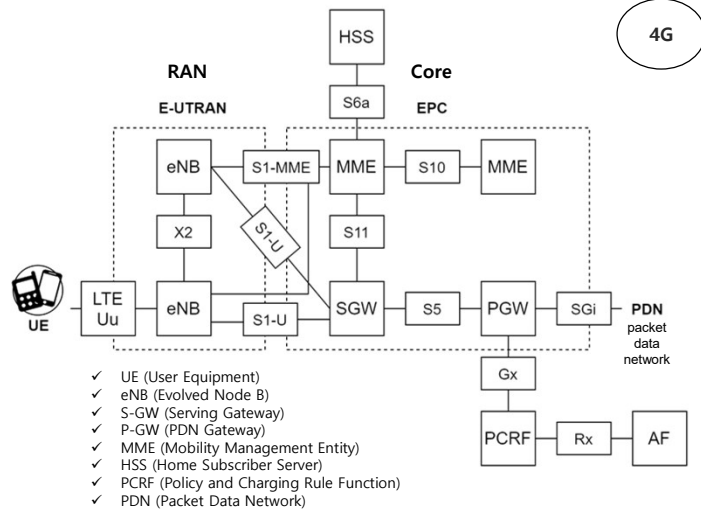 4G
HSS
RAN
Core
S6a
E-UTRAN
EPC
eNB
S1-MME
MME
S10
MME
X2
S1-U
S11
UE
LTE
Uu
eNB
S1-U
SGW
S5
PGW
SGi
PDN
packet
data
network
Gx
PCRF
Rx
AF
✓ UE (User Equipment)
✓ eNB (Evolved Node B)
✓ S-GW (Serving Gateway)
✓ P-GW (PDN Gateway)
✓ MME (Mobility Management Entity)
✓ HSS (Home Subscriber Server)
✓ PCRF (Policy and Charging Rule Function)
✓ PDN (Packet Data Network)